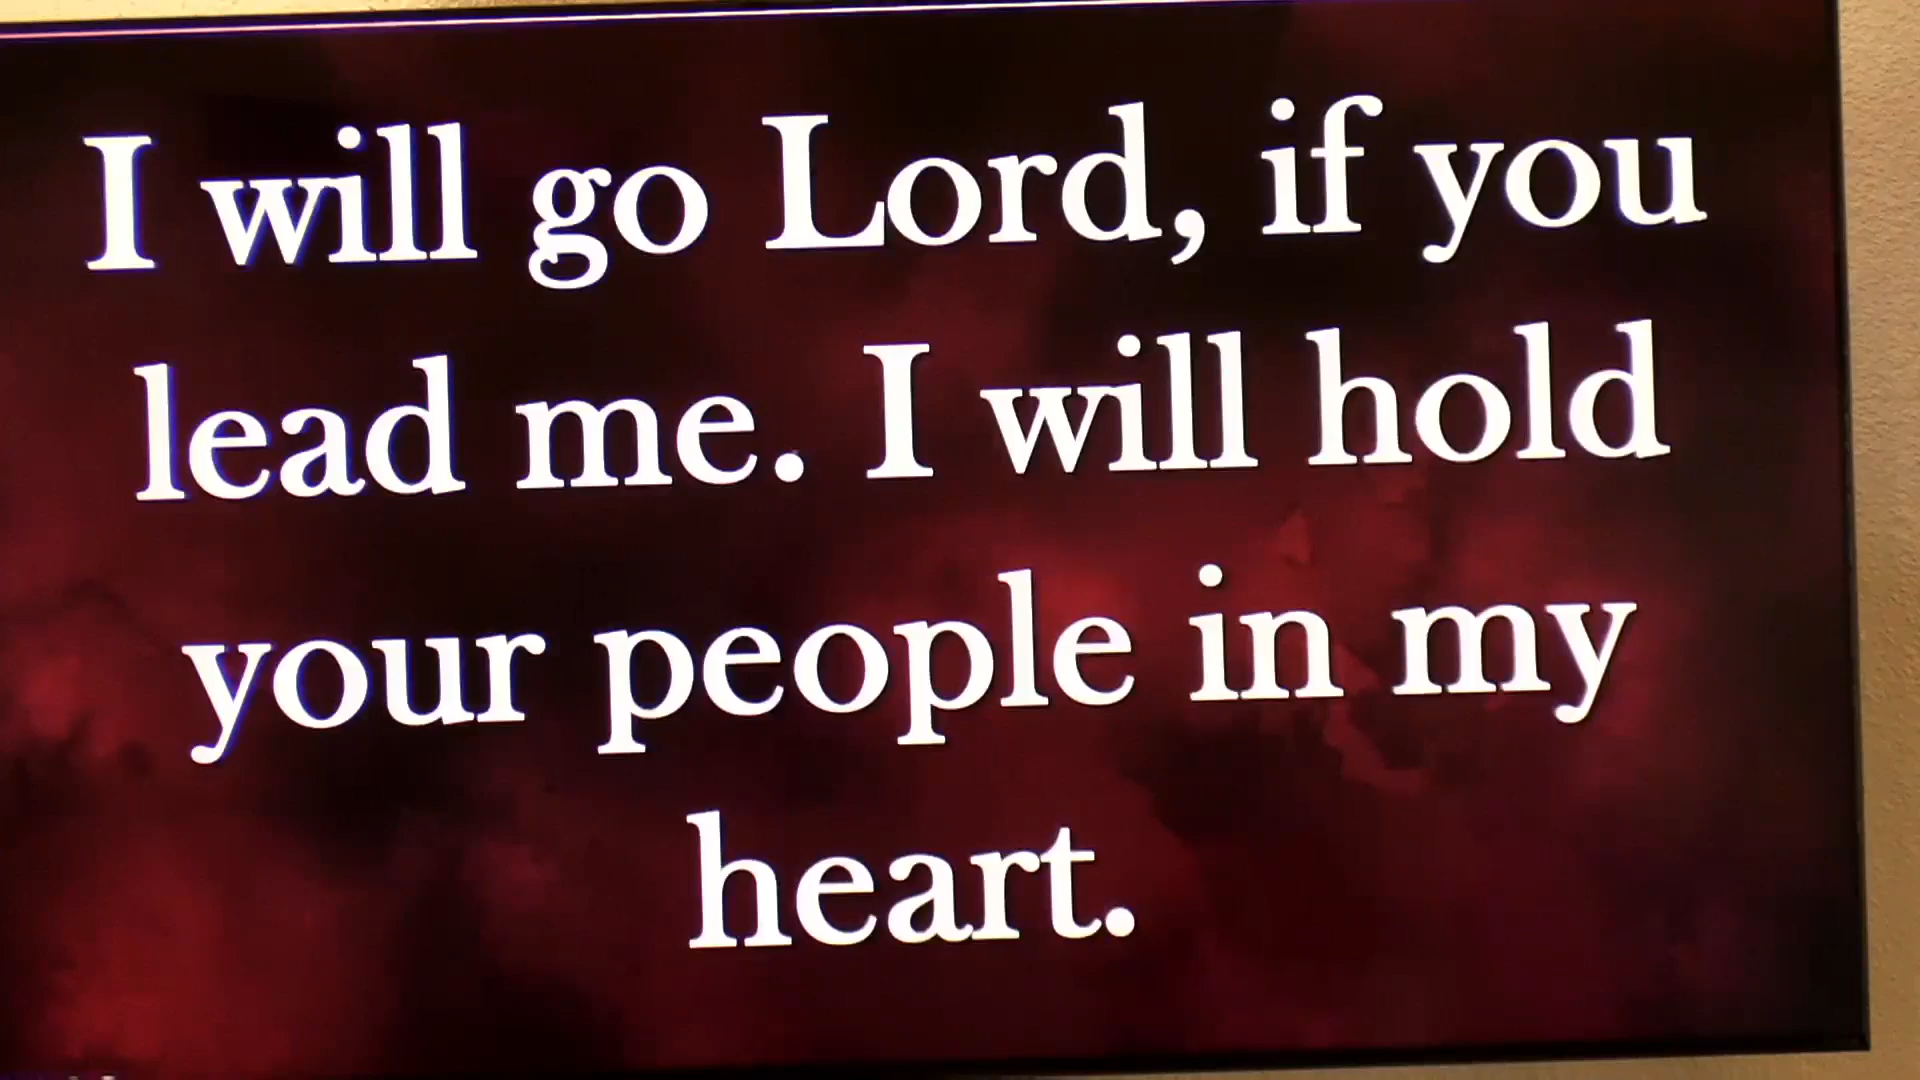 I will go Lord, if you
lead me. I will hold
your people in my
heart.